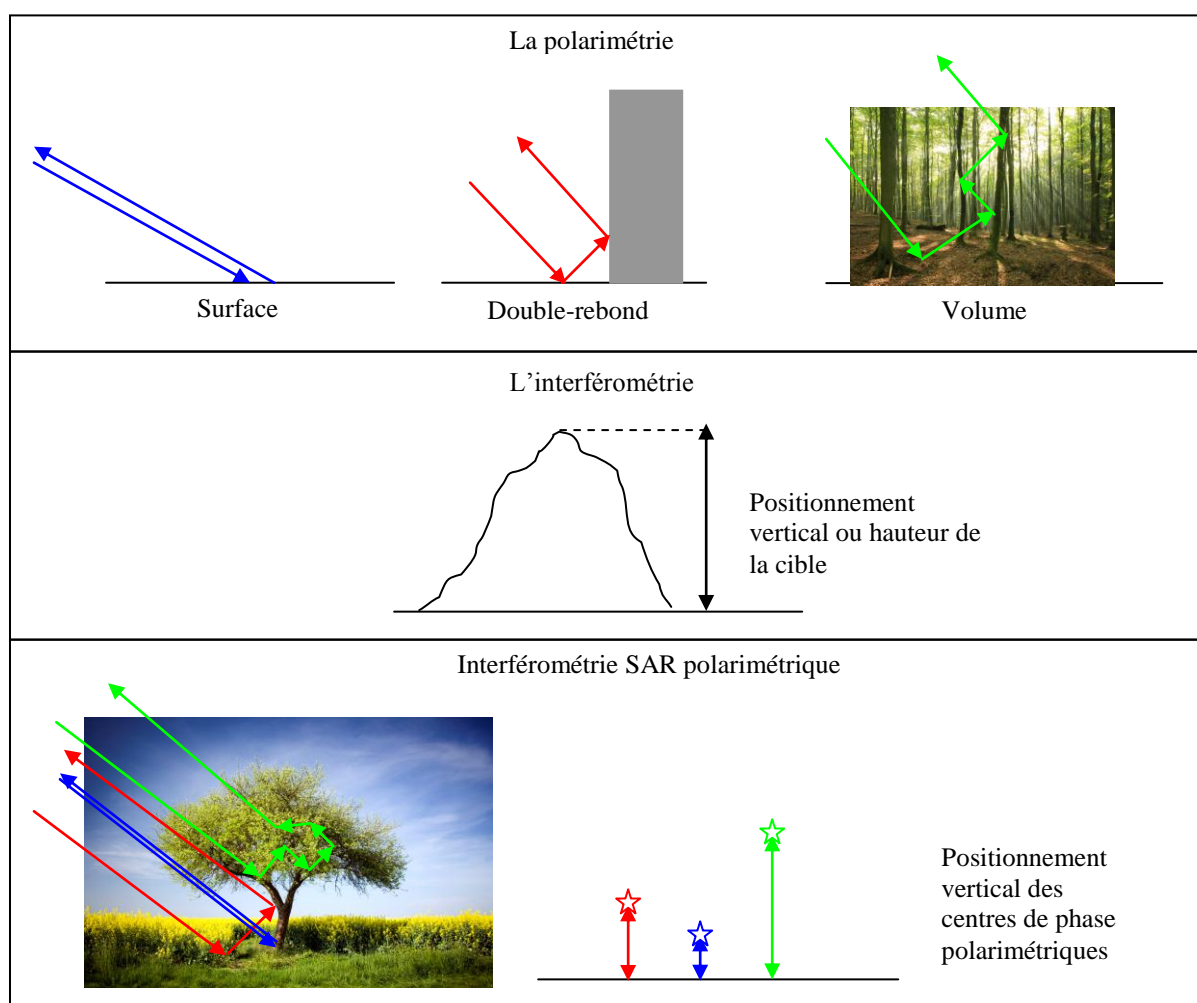 La polarimétrie
Surface
Double-rebond
Volume
L’interférométrie
Positionnement
vertical ou hauteur de
la cible
Interférométrie SAR polarimétrique
Positionnement
vertical des
centres de phase
polarimétriques